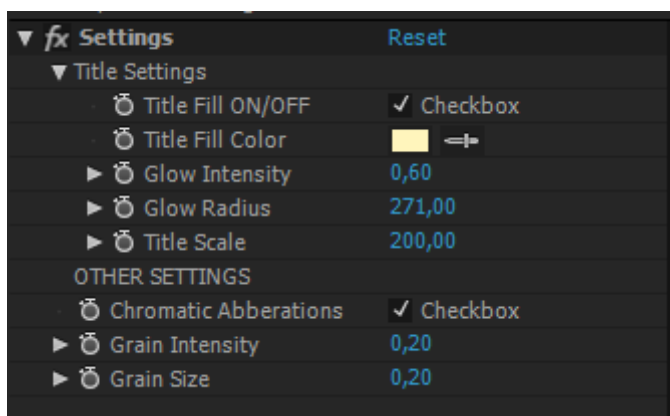 fx Settings Reset
Title Settings
Title Fill ON/OFF Checkbox
Title Fill Color
Glow Intensity 0,60
Glow Radius 271,00
Title Scale 200,00
OTHER SETTINGS
Chromatic Abberations Checkbox
Grain Intensity 0,20
Grain Size 0,20